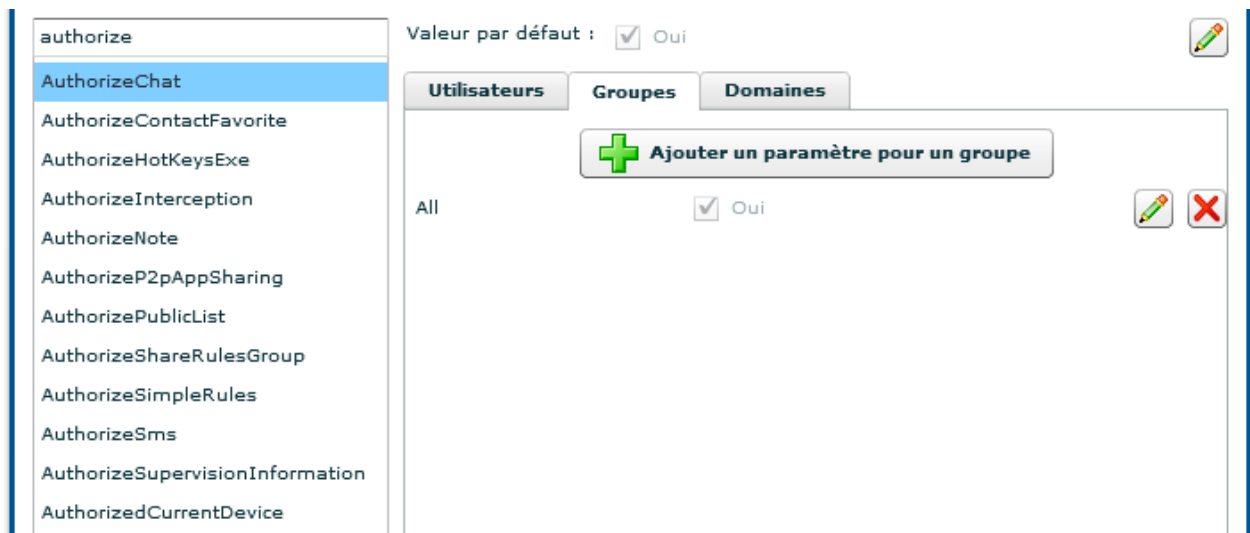 authorize
AuthorizeChat
AuthorizeContactFavorite
AuthorizeHotKeysExe
AuthorizeInterception
AuthorizeNote
AuthorizeP2pAppSharing
AuthorizePublicList
AuthorizeShareRulesGroup
AuthorizeSimpleRules
AuthorizeSms
AuthorizeSupervisionInformation
AuthorizedCurrentDevice
Valeur par défaut : Oui
Utilisateurs Groupes Domaines
Ajouter un paramètre pour un groupe
All Oui